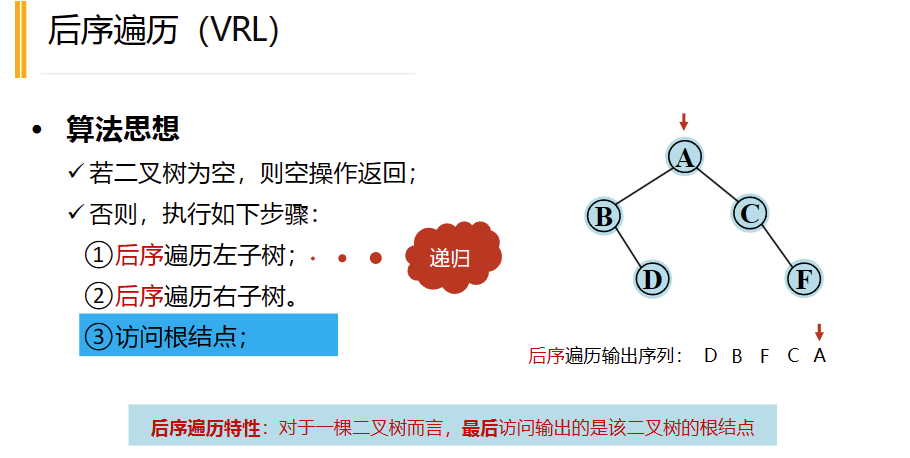 后序遍历（VRL）
• 算法思想
✓若二叉树为空，则空操作返回；
✓否则，执行如下步骤：
①后序遍历左子树；
②后序遍历右子树。
③访问根结点；
递归
A
B
C
D
F
后序遍历输出序列： D B F C A
后序遍历特性：对于一棵二叉树而言，最后访问输出的是该二叉树的根结点